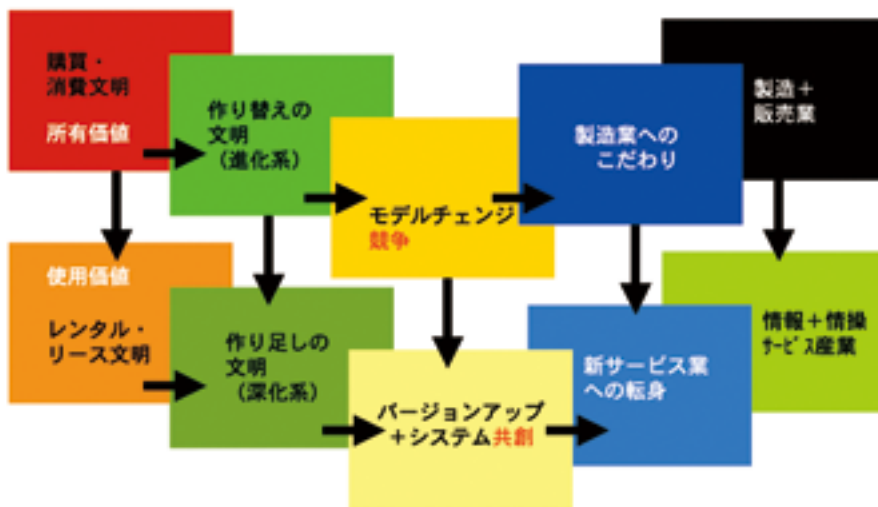 購買・
消費文明
所有価値
作り替えの
文明
(進化系)
モデルチェンジ
競争
製造業への
こだわり
製造+
販売業
使用価値
レンタル・
リース文明
作り足しの
文明
(深化系)
バージョンアップ
+システム共創
新サービス業
への転身
情報+情操
ｻｰﾋﾞｽ産業